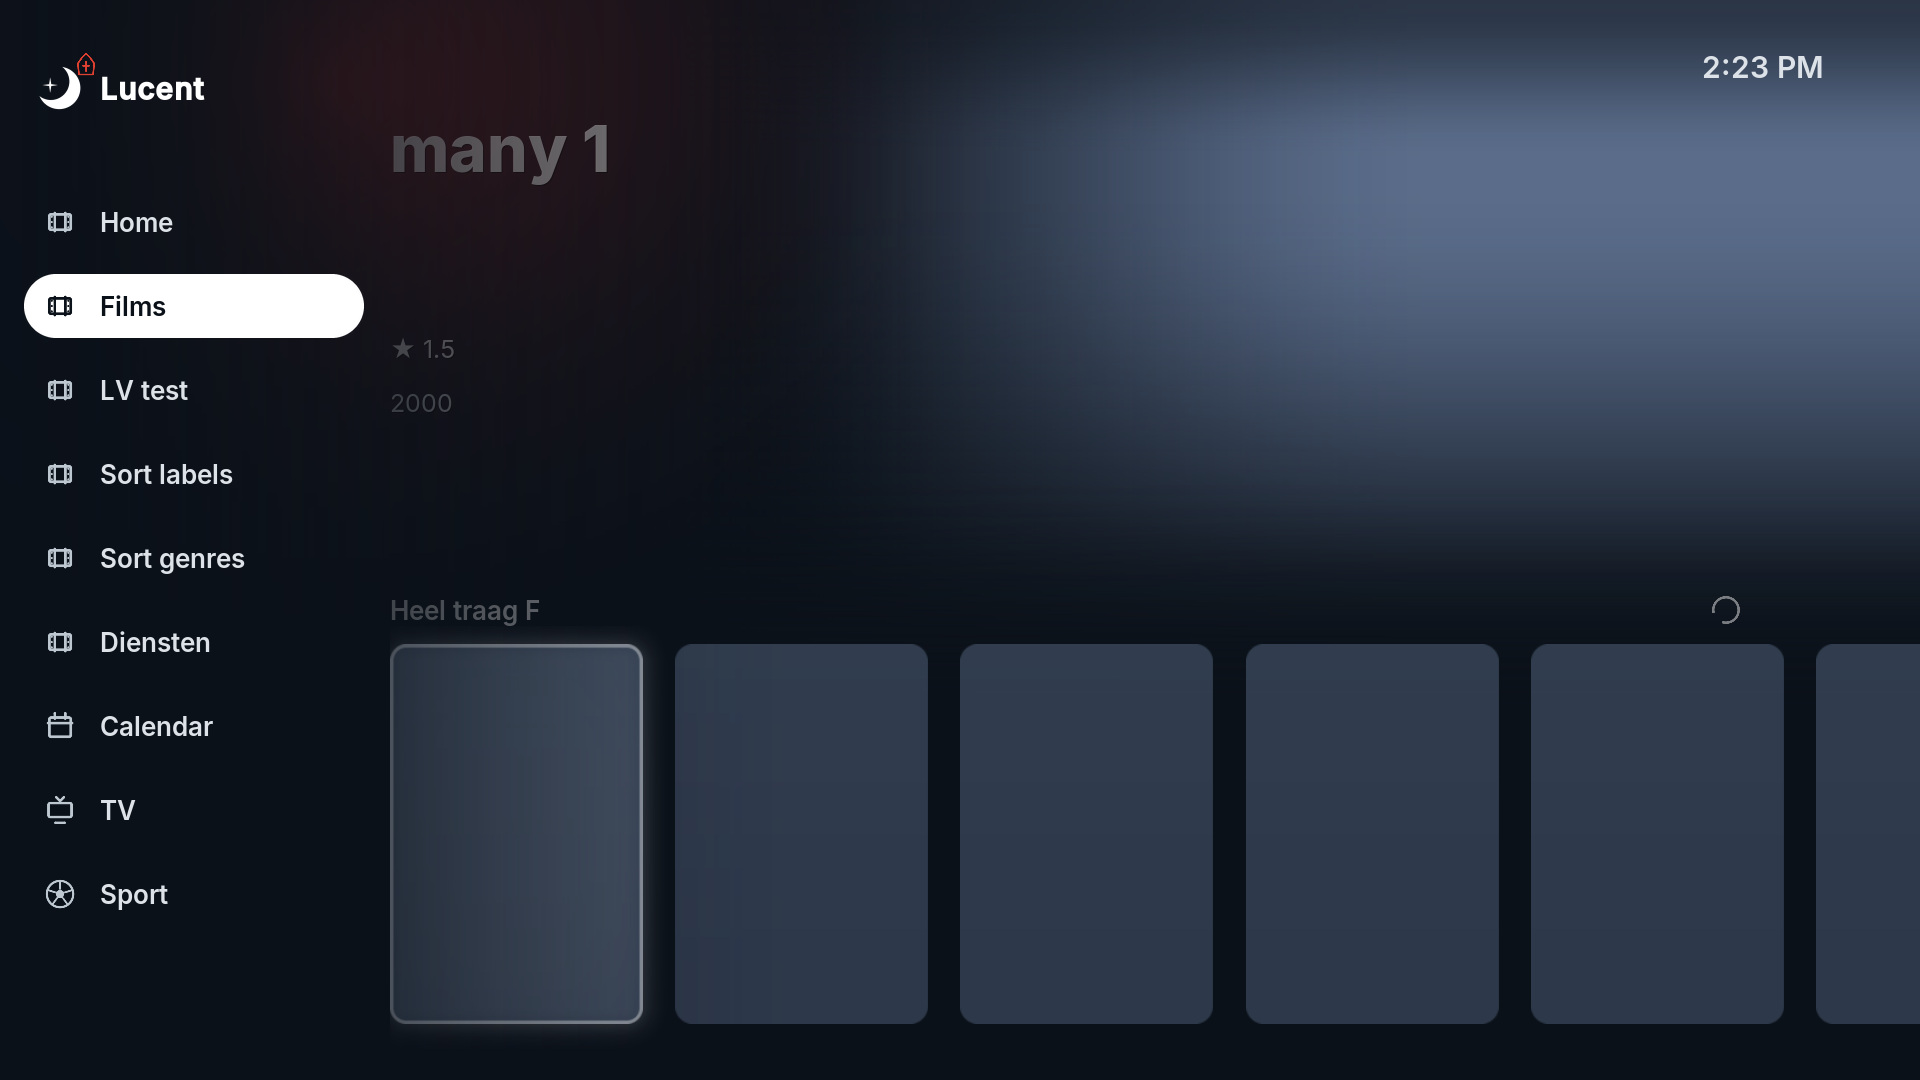 Lucent
2:23 PM
many 1
Home
Films
★ 1.5
LV test
2000
Sort labels
Sort genres
Heel traag F
Diensten
Calendar
TV
Sport